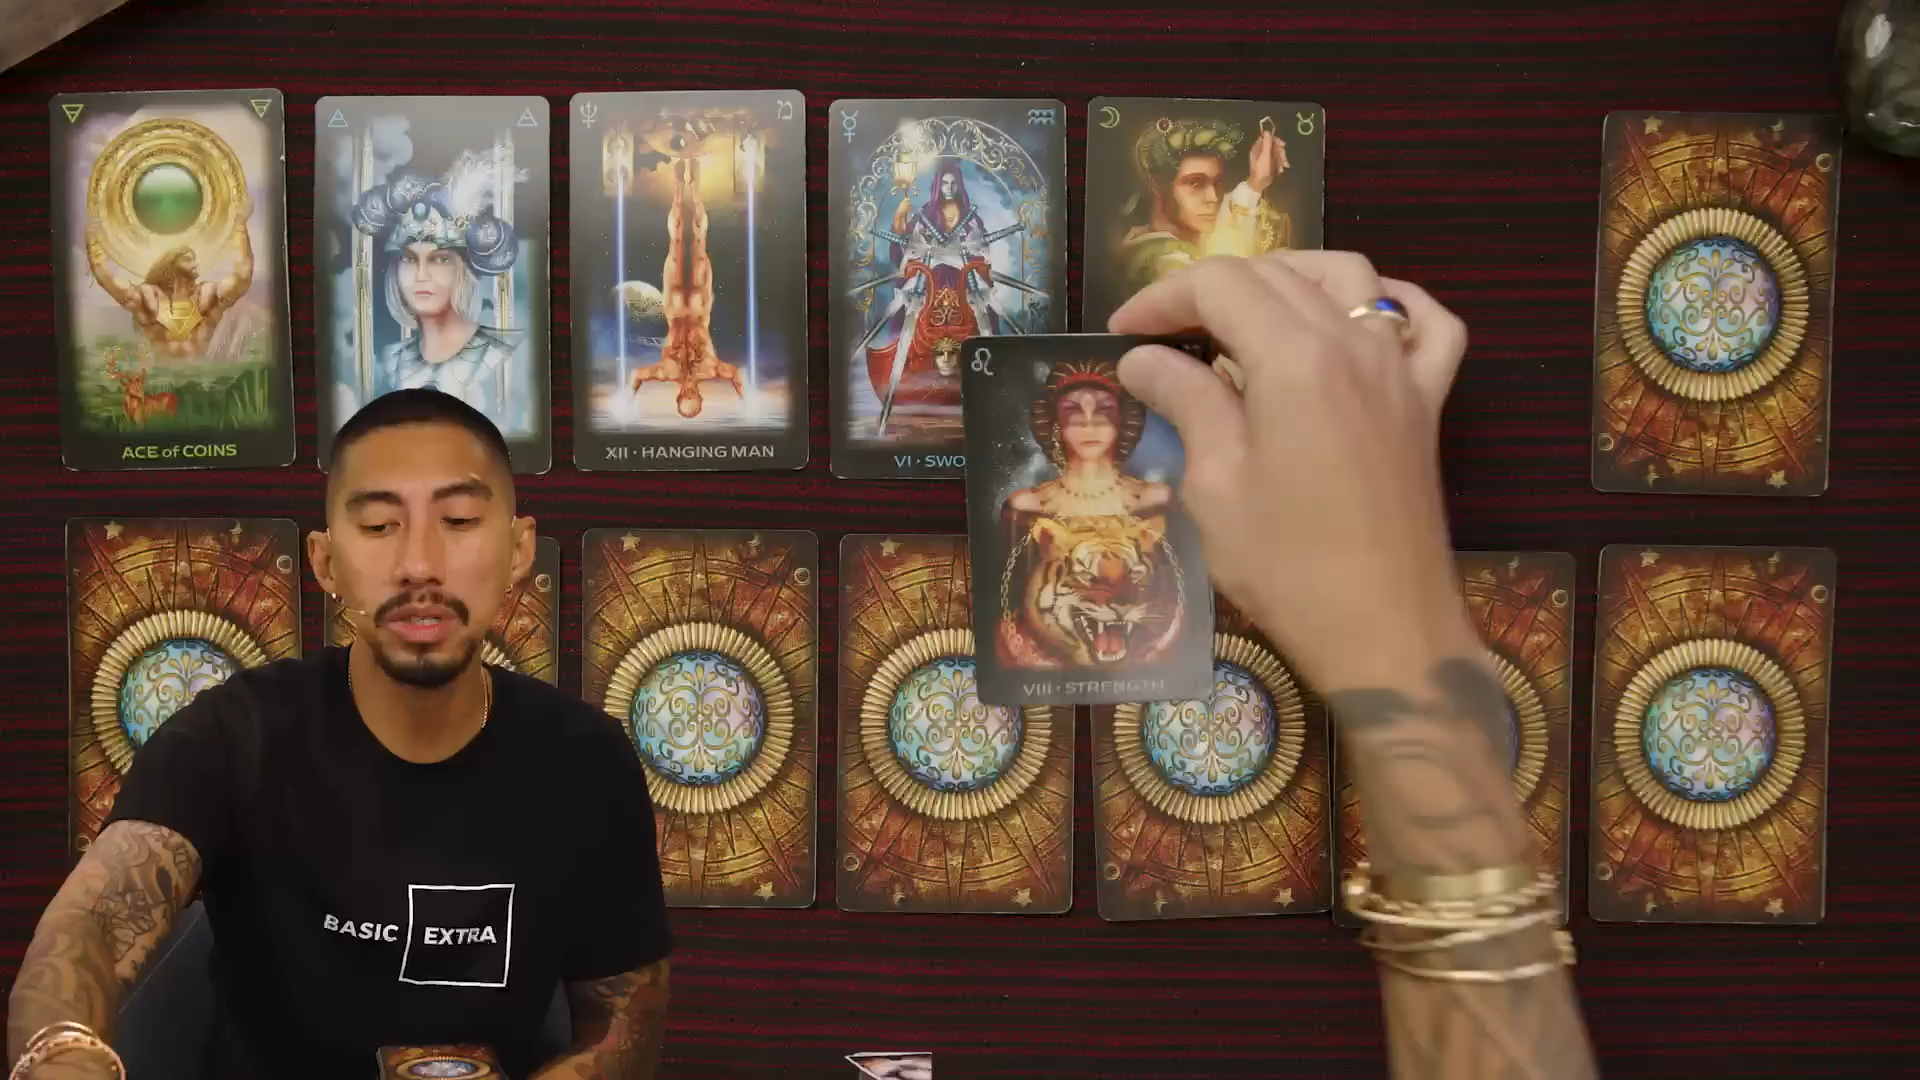 ACE of COINS
XII · HANGING MAN
VI · SWO
VIII · STRENGTH
BASIC EXTRA